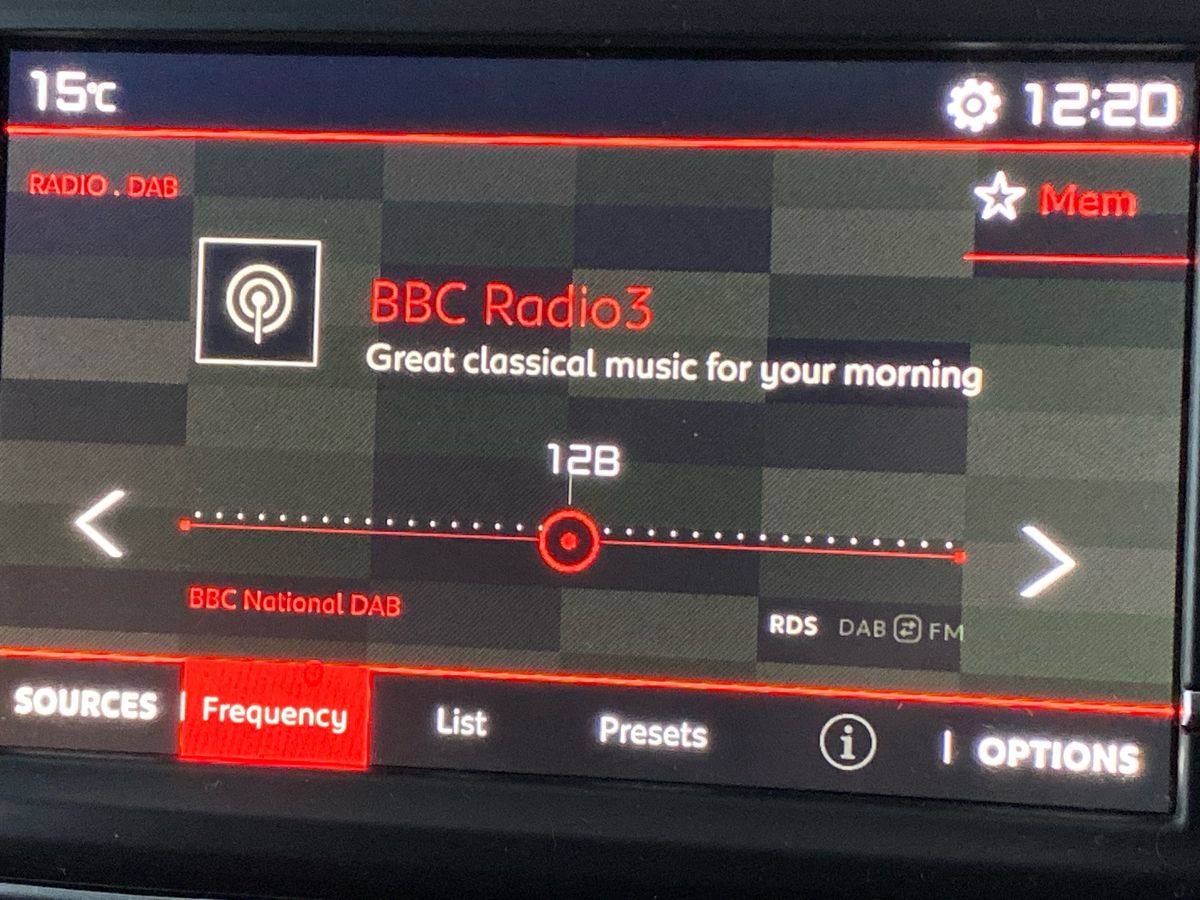 15°C
12:20
RADIO . DAB
Mem
BBC Radio3
Great classical music for your morning
12B
BBC National DAB
RDS DAB FM
SOURCES Frequency List Presets i OPTIONS